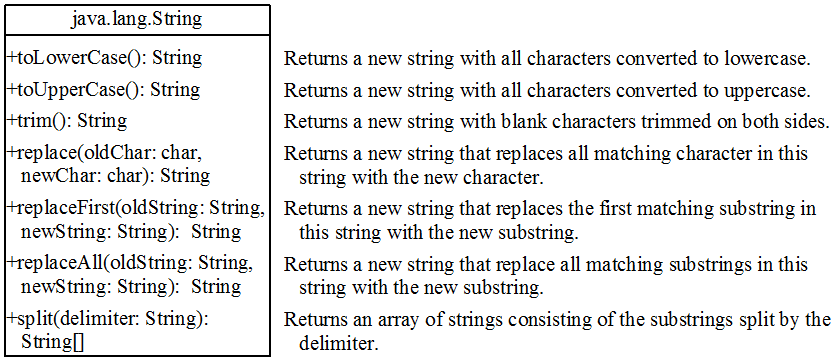 java.lang.String
+toLowerCase(): String
Returns a new string with all characters converted to lowercase.
+toUpperCase(): String
Returns a new string with all characters converted to uppercase.
+trim(): String
Returns a new string with blank characters trimmed on both sides.
+replace(oldChar: char,
newChar: char): String
Returns a new string that replaces all matching character in this
string with the new character.
+replaceFirst(oldString: String,
newString: String): String
Returns a new string that replaces the first matching substring in
this string with the new substring.
+replaceAll(oldString: String,
newString: String): String
Returns a new string that replace all matching substrings in this
string with the new substring.
+split(delimiter: String):
String[]
Returns an array of strings consisting of the substrings split by the
delimiter.